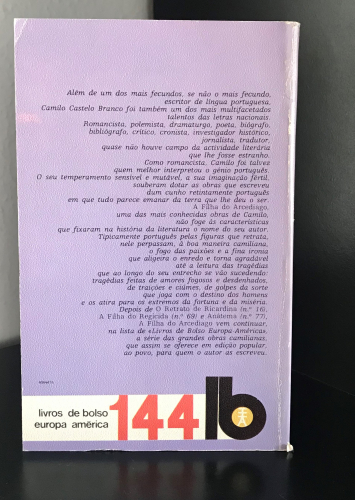 Além de um dos mais fecundos, se não o mais fecundo,
escritor de língua portuguesa,
Camilo Castelo Branco foi também um dos mais multifacetados
talentos das letras nacionais.
Romancista, polemista, dramaturgo, poeta, biógrafo,
bibliógrafo, crítico, cronista, investigador histórico,
jornalista, tradutor,
quase não houve campo da actividade literária
que lhe fosse estranho.
Como romancista, Camilo foi talvez
quem melhor interpretou o génio português.
O seu temperamento sensível e mutável, a sua imaginação fértil,
souberam dotar as obras que escreveu
dum cunho retintamente português
em que tudo parece emanar da terra que lhe deu o ser.
A Filha do Arcediago,
uma das mais conhecidas obras de Camilo,
não foge às características
que fixaram na história da literatura o nome do seu autor.
Tipicamente português pelas figuras que retrata,
nele perpassam, à boa maneira camiliana,
o fogo das paixões e a fina ironia
que aligeira o enredo e torna agradável
até a leitura das tragédias
que ao longo do seu entrecho se vão sucedendo:
tragédias feitas de amores fogosos e desdenhados,
de traições e ciúmes, de golpes da sorte
que joga com o destino dos homens
e os atira para os extremos da fortuna e da miséria.
Depois de O Retrato de Ricardina (n.º 16),
A Filha do Regicida (n.º 69) e Anátema (n.º 77),
A Filha do Arcediago vem continuar,
na lista de «Livros de Bolso Europa-América»,
a série das grandes obras camilianas,
que assim se oferece em edição popular,
ao povo, para quem o autor as escreveu.
livros de bolso
europa américa
144
lb